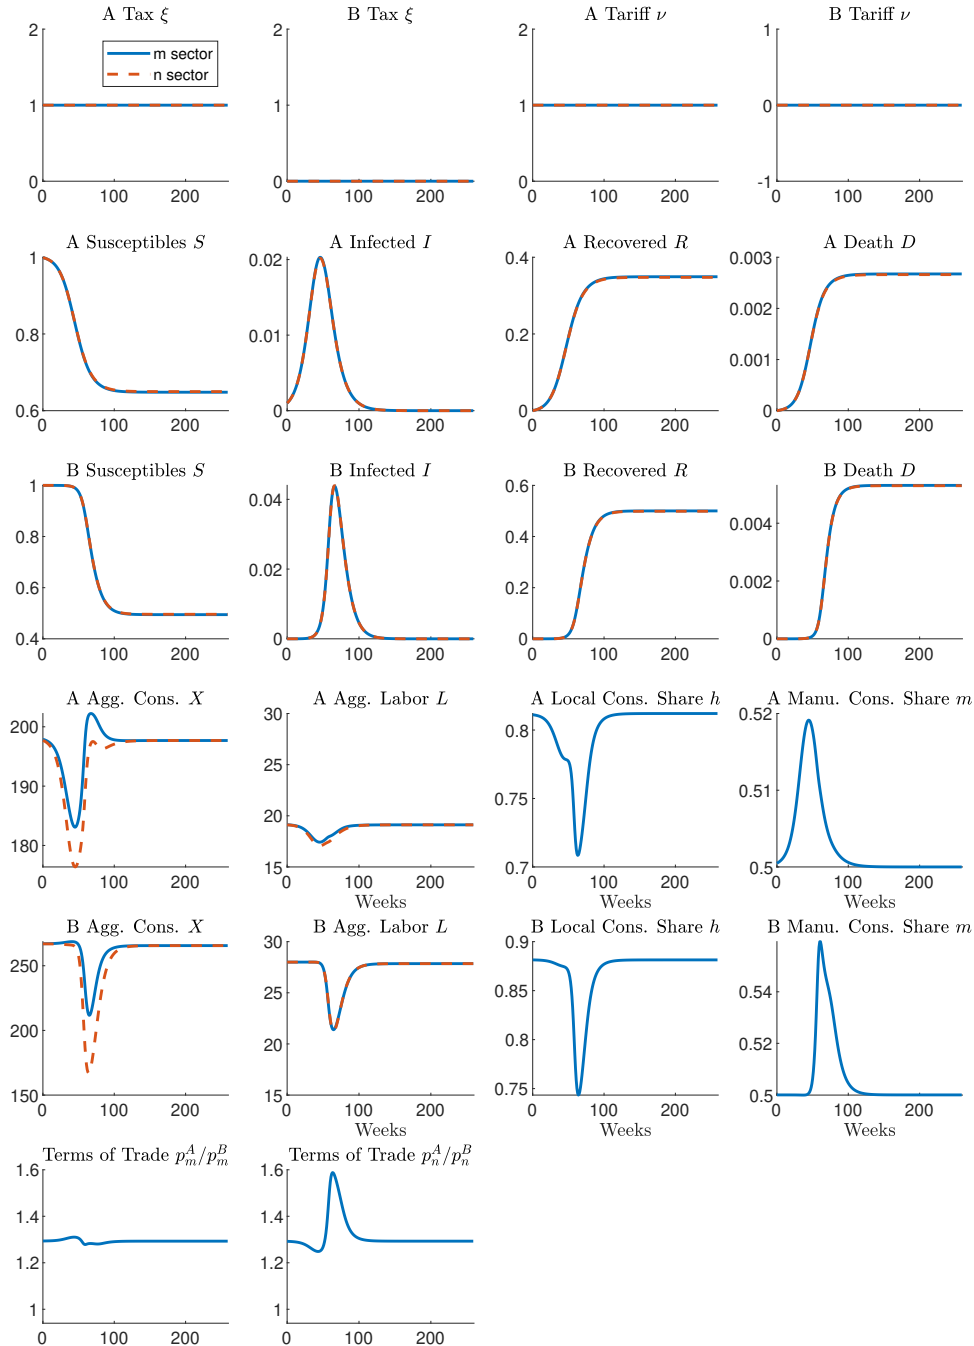 A Tax ξ
B Tax ξ
A Tariff ν
B Tariff ν
2
1
0
0 100 200
m sector
n sector
2
1
0
0 100 200
2
1
0
0 100 200
1
0
-1
0 100 200
A Susceptibles S
A Infected I
A Recovered R
A Death D
1
0.8
0.6
0 100 200
0.02
0.01
0
0 100 200
0.4
0.2
0
0 100 200
0.003
0.002
0.001
0
0 100 200
B Susceptibles S
B Infected I
B Recovered R
B Death D
1
0.8
0.6
0.4
0 100 200
0.04
0.02
0
0 100 200
0.6
0.4
0.2
0
0 100 200
0.004
0.002
0
0 100 200
A Agg. Cons. X
A Agg. Labor L
A Local Cons. Share h
A Manu. Cons. Share m
200
190
180
0 100 200
30
25
20
15
0 100 200
Weeks
0.8
0.75
0.7
0 100 200
Weeks
0.52
0.51
0.5
0 100 200
Weeks
B Agg. Cons. X
B Agg. Labor L
B Local Cons. Share h
B Manu. Cons. Share m
250
200
150
0 100 200
30
25
20
15
0 100 200
Weeks
0.9
0.85
0.8
0.75
0 100 200
Weeks
0.54
0.52
0.5
0 100 200
Weeks
Terms of Trade p_m^A/p_m^B
Terms of Trade p_n^A/p_n^B
1.6
1.4
1.2
1
0 100 200
1.6
1.4
1.2
1
0 100 200